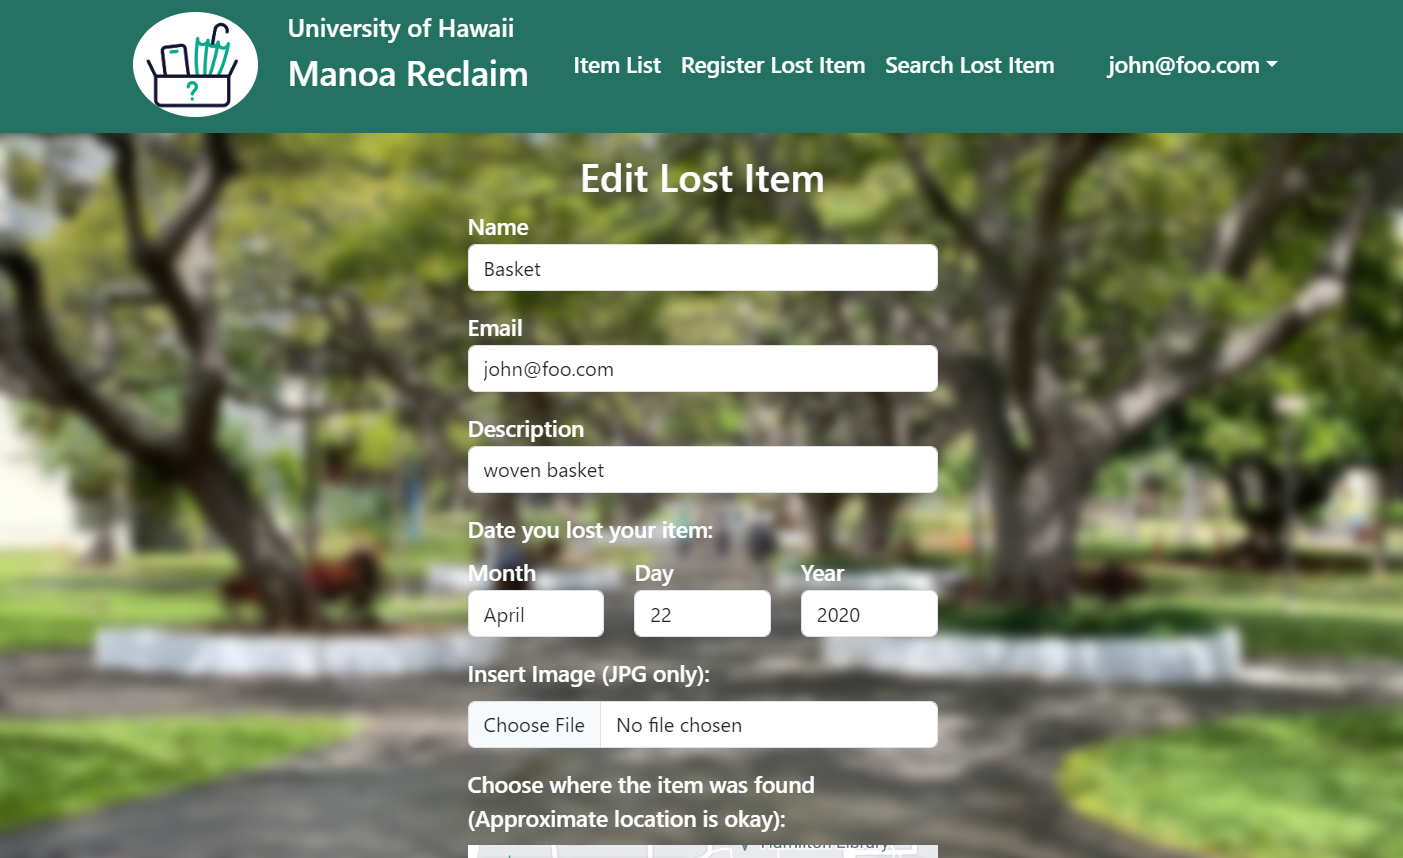 University of Hawaii
Manoa Reclaim
Item List Register Lost Item Search Lost Item john@foo.com
?
Edit Lost Item
Name
Basket
Email
john@foo.com
Description
woven basket
Date you lost your item:
Month Day Year
April 22 2020
Insert Image (JPG only):
Choose File No file chosen
Choose where the item was found
(Approximate location is okay):
Hamilton Library